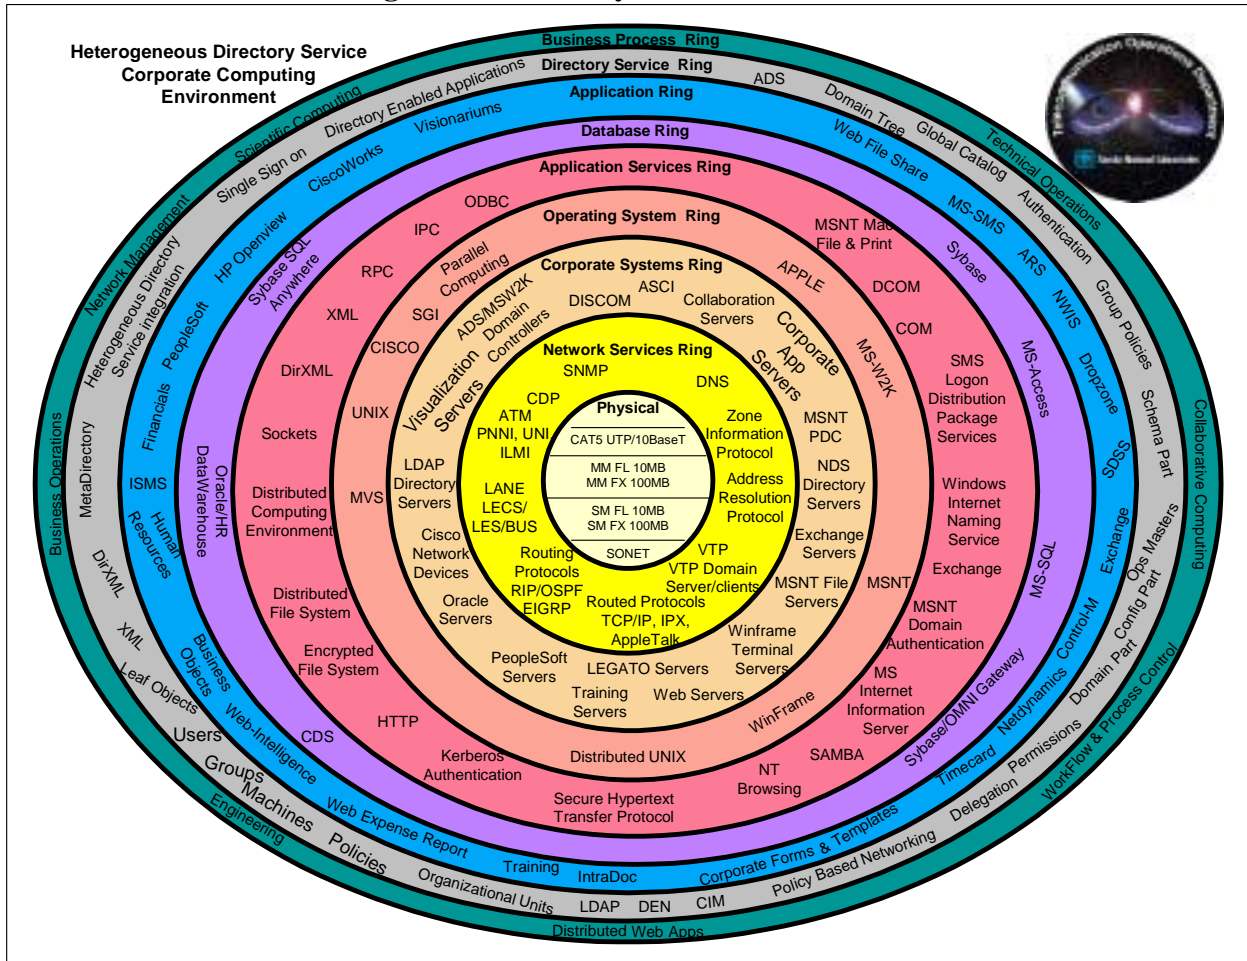 Heterogeneous Directory Service
Corporate Computing
Environment
Business Process Ring
Scientific Computing
Technical Operations
Network Management
Collaborative Computing
Business Operations
WorkFlow & Process Control
Engineering
Distributed Web Apps
Directory Service Ring
ADS
Domain Tree
Global Catalog
Authentication
Group Policies
Schema Part
Ops Masters
Config Part
Domain Part
Permissions
Delegation
Policy Based Networking
CIM
DEN
LDAP
Organizational Units
Policies
Machines
Groups
Users
Leaf Objects
XML
DirXML
MetaDirectory
Heterogeneous Directory
Service integration
Single Sign on
Directory Enabled Applications
Application Ring
Web File Share
MS-SMS
ARS
NWIS
Dropzone
SDSS
Exchange
Control-M
Netdynamics
Timecard
Corporate Forms & Templates
IntraDoc
Training
Web Expense Report
Web-Intelligence
Business
Objects
Human
Resources
ISMS
Financials
PeopleSoft
HP Openview
CiscoWorks
Visionariums
Database Ring
Sybase
MS-Access
MS-SQL
Sybase/OMNI Gateway
CDS
Oracle/HR
DataWarehouse
Sybase SQL
Anywhere
Application Services Ring
MSNT Mac
File & Print
DCOM
COM
SMS
Logon
Distribution
Package
Services
Windows
Internet
Naming
Service
Exchange
MSNT
Domain
Authentication
MS
Internet
Information
Server
SAMBA
NT
Browsing
Secure Hypertext
Transfer Protocol
Kerberos
Authentication
HTTP
Encrypted
File System
Distributed
File System
Distributed
Computing
Environment
Sockets
DirXML
XML
RPC
IPC
ODBC
Operating System Ring
APPLE
MS-W2K
MSNT
WinFrame
Distributed UNIX
MVS
UNIX
CISCO
SGI
Parallel
Computing
Corporate Systems Ring
ASCI
DISCOM
Collaboration
Servers
Corporate
App
Servers
MSNT
PDC
NDS
Directory
Servers
Exchange
Servers
MSNT File
Servers
Winframe
Terminal
Servers
Web Servers
LEGATO Servers
Training
Servers
PeopleSoft
Servers
Oracle
Servers
Cisco
Network
Devices
LDAP
Directory
Servers
Visualization
Servers
ADS/MSW2K
Domain
Controllers
Network Services Ring
SNMP
DNS
CDP
ATM
PNNI, UNI
ILMI
Zone
Information
Protocol
LANE
LECS/
LES/BUS
Address
Resolution
Protocol
Routing
Protocols
RIP/OSPF
EIGRP
VTP
VTP Domain
Server/clients
Routed Protocols
TCP/IP, IPX,
AppleTalk
Physical
CAT5 UTP/10BaseT
MM FL 10MB
MM FX 100MB
SM FL 10MB
SM FX 100MB
SONET